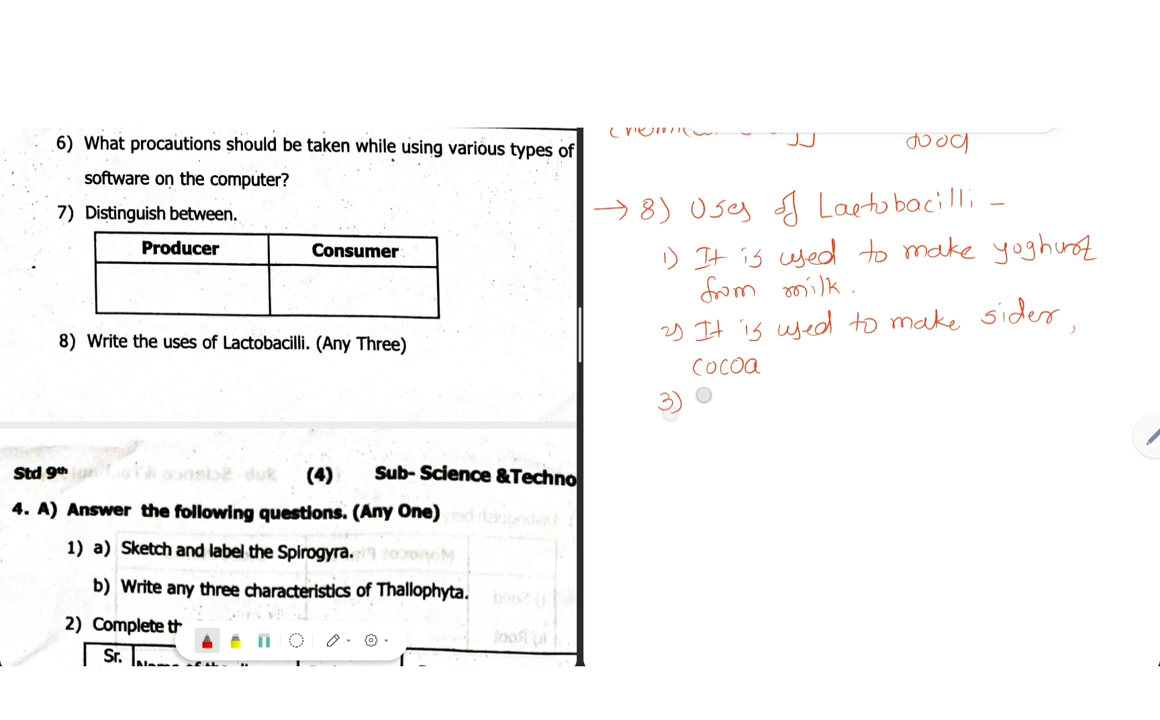 6) What procautions should be taken while using various types of
software on the computer?
7) Distinguish between.
Producer Consumer
8) Write the uses of Lactobacilli. (Any Three)
Std 9th (4) Sub- Science &Techno
4. A) Answer the following questions. (Any One)
1) a) Sketch and label the Spirogyra.
b) Write any three characteristics of Thallophyta.
2) Complete th
Sr.
food
→ 8) Uses of Lactobacilli -
1) It is used to make yoghurt
from milk.
2) It is used to make sider,
cocoa
3)